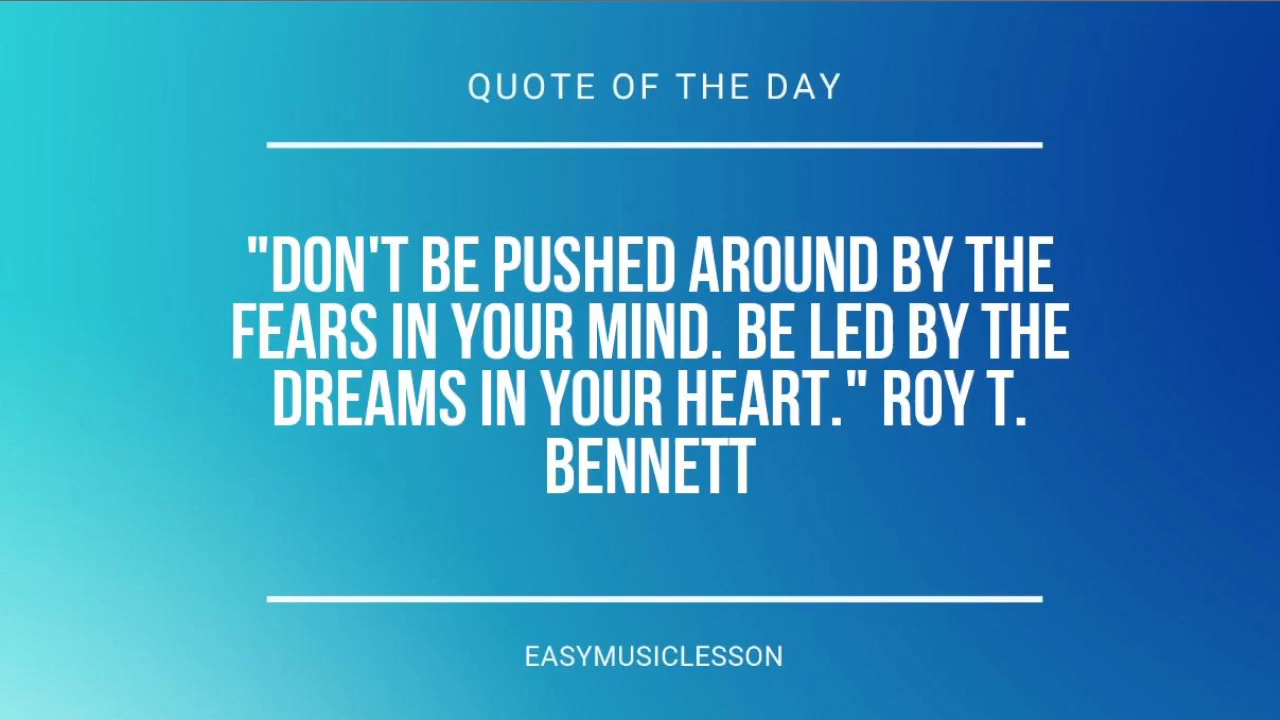 QUOTE OF THE DAY
"DON'T BE PUSHED AROUND BY THE
FEARS IN YOUR MIND. BE LED BY THE
DREAMS IN YOUR HEART." ROY T.
BENNETT
EASYMUSICLESSON